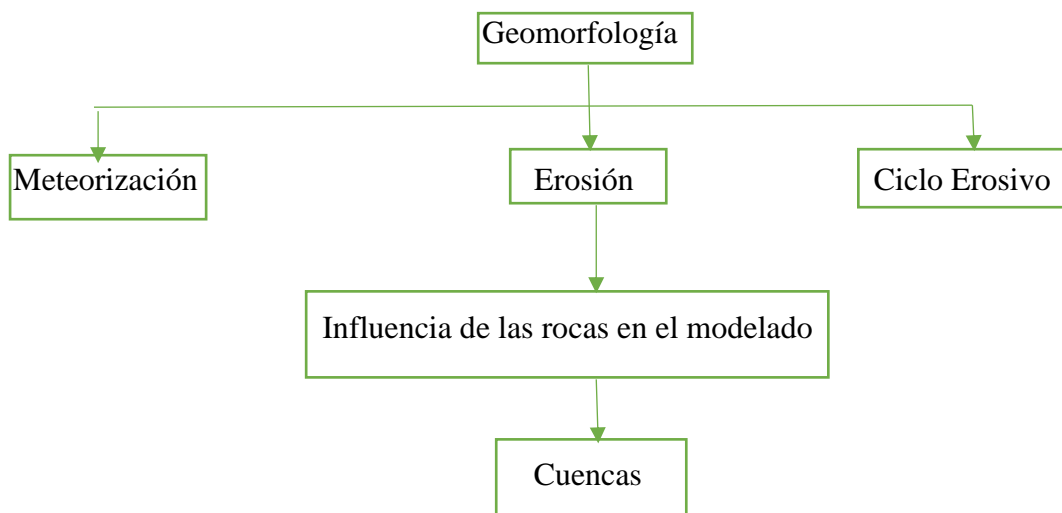 Geomorfología
Meteorización
Erosión
Ciclo Erosivo
Influencia de las rocas en el modelado
Cuencas